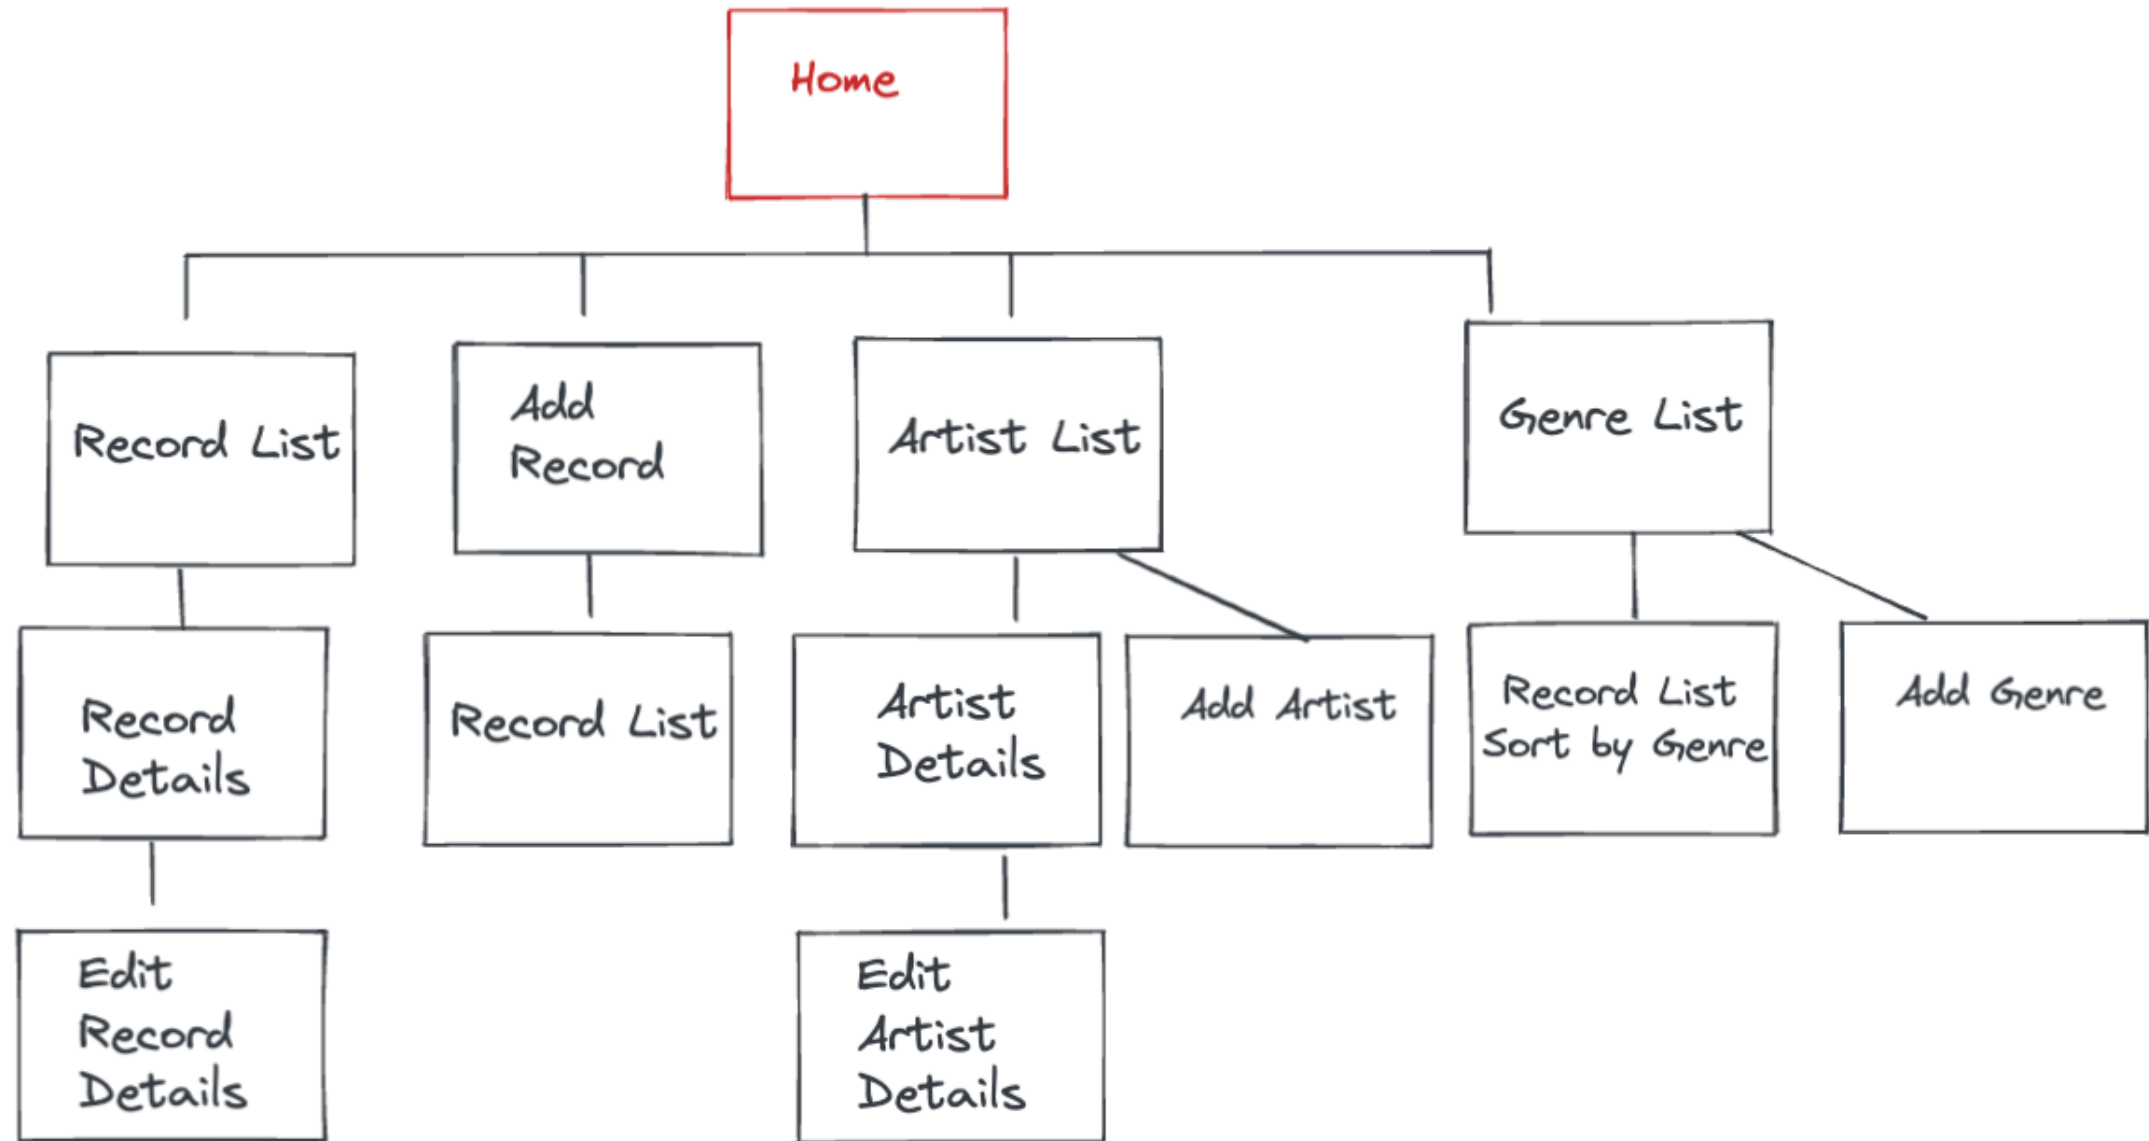 Home
Record List
Add
Record
Artist List
Genre List
Record
Details
Record List
Artist
Details
Add Artist
Record List
Sort by Genre
Add Genre
Edit
Record
Details
Edit
Artist
Details